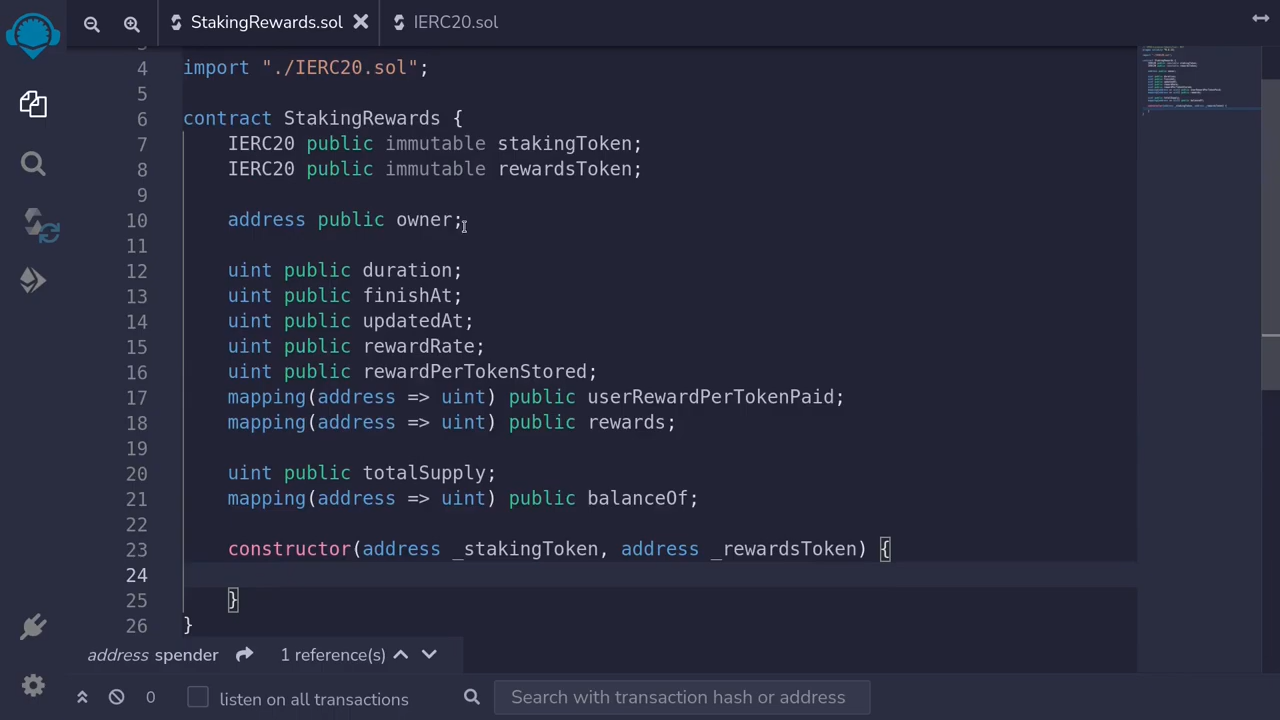 StakingRewards.sol IERC20.sol
4 import "./IERC20.sol";
5
6 contract StakingRewards {
7 IERC20 public immutable stakingToken;
8 IERC20 public immutable rewardsToken;
9
10 address public owner;
11
12 uint public duration;
13 uint public finishAt;
14 uint public updatedAt;
15 uint public rewardRate;
16 uint public rewardPerTokenStored;
17 mapping(address => uint) public userRewardPerTokenPaid;
18 mapping(address => uint) public rewards;
19
20 uint public totalSupply;
21 mapping(address => uint) public balanceOf;
22
23 constructor(address _stakingToken, address _rewardsToken) {
24
25 }
26 }
address spender 1 reference(s)
0 listen on all transactions Search with transaction hash or address